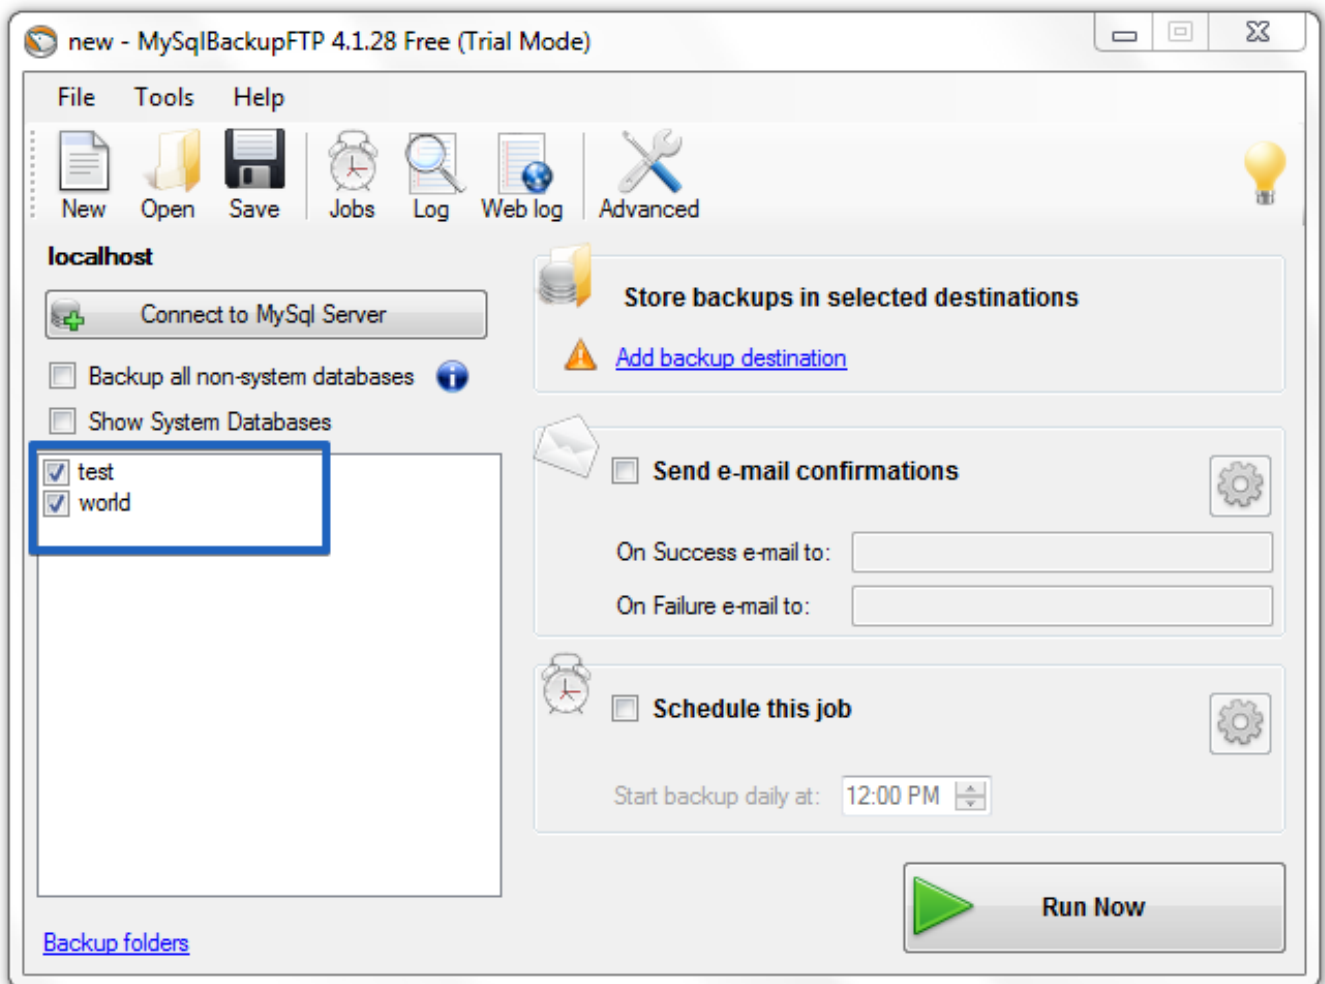 new - MySqlBackupFTP 4.1.28 Free (Trial Mode)
File Tools Help
New Open Save Jobs Log Web log Advanced
localhost
Connect to MySql Server
Backup all non-system databases
Show System Databases
test
world
Backup folders
Store backups in selected destinations
Add backup destination
Send e-mail confirmations
On Success e-mail to:
On Failure e-mail to:
Schedule this job
Start backup daily at: 12:00 PM
Run Now